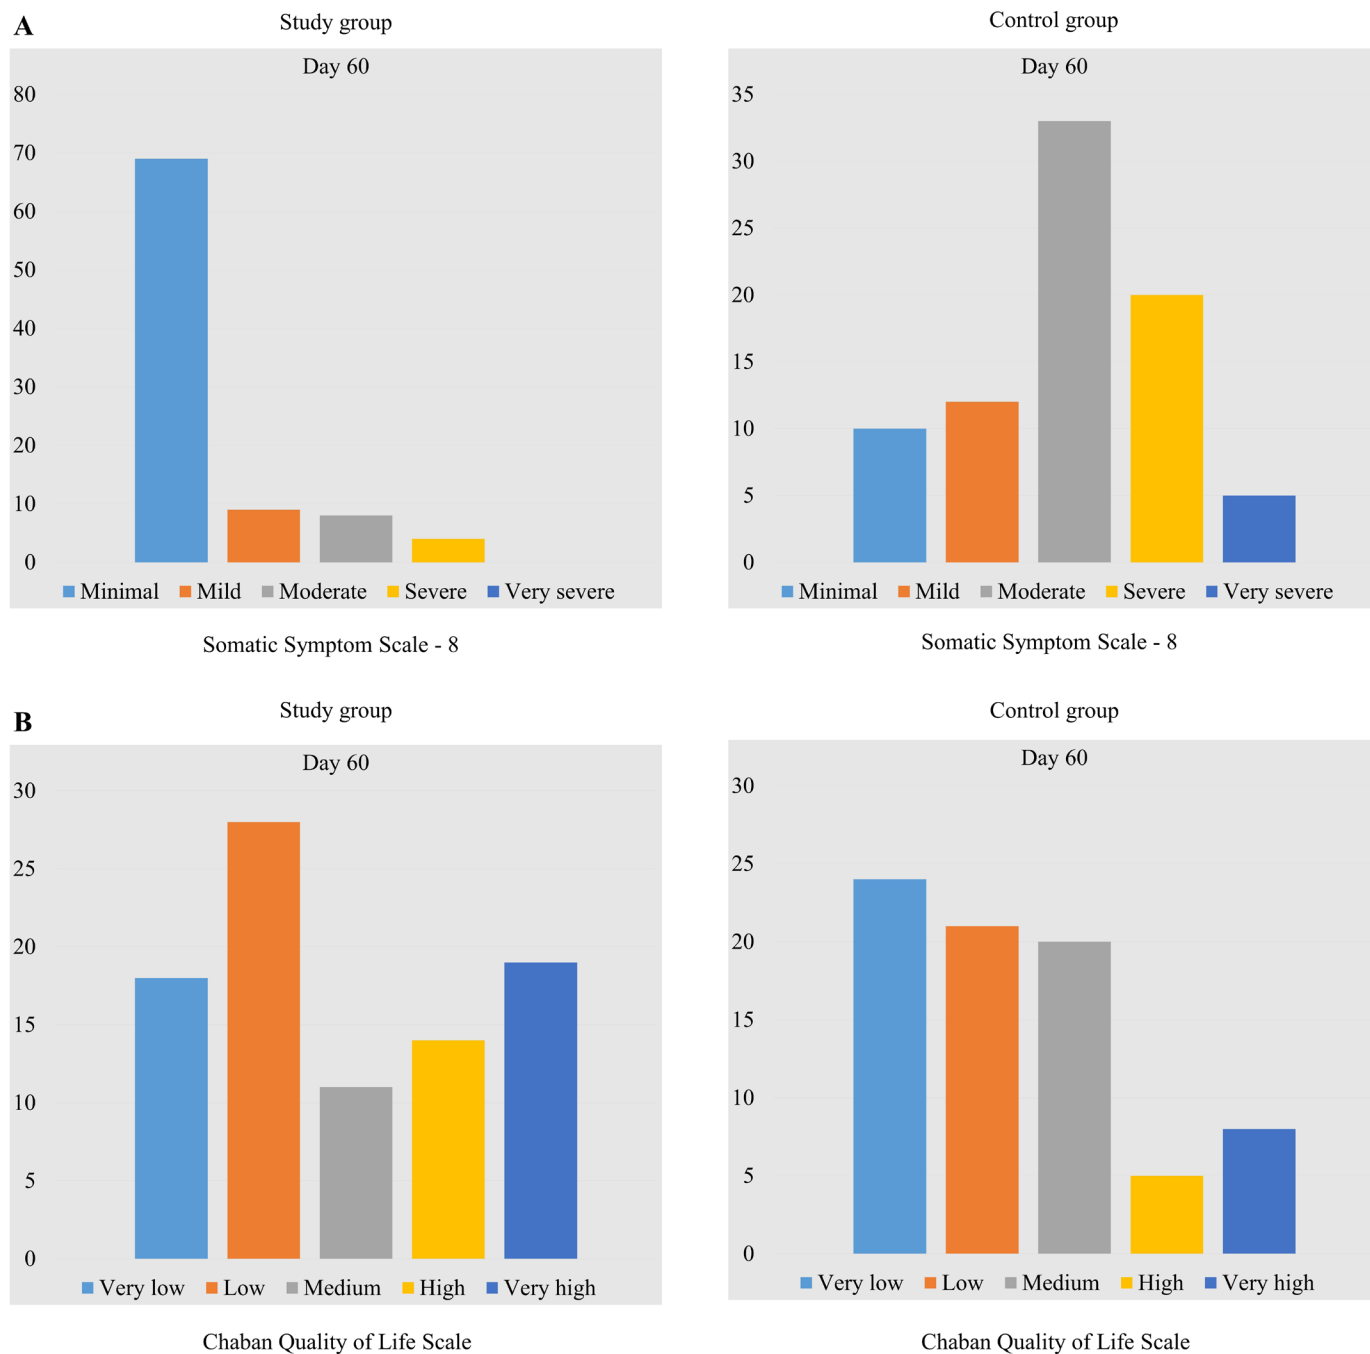 A
Study group
Day 60
80
70
60
50
40
30
20
10
0
Minimal Mild Moderate Severe Very severe
Somatic Symptom Scale - 8
Control group
Day 60
35
30
25
20
15
10
5
0
Minimal Mild Moderate Severe Very severe
Somatic Symptom Scale - 8
B
Study group
Day 60
30
25
20
15
10
5
0
Very low Low Medium High Very high
Chaban Quality of Life Scale
Control group
Day 60
30
25
20
15
10
5
0
Very low Low Medium High Very high
Chaban Quality of Life Scale